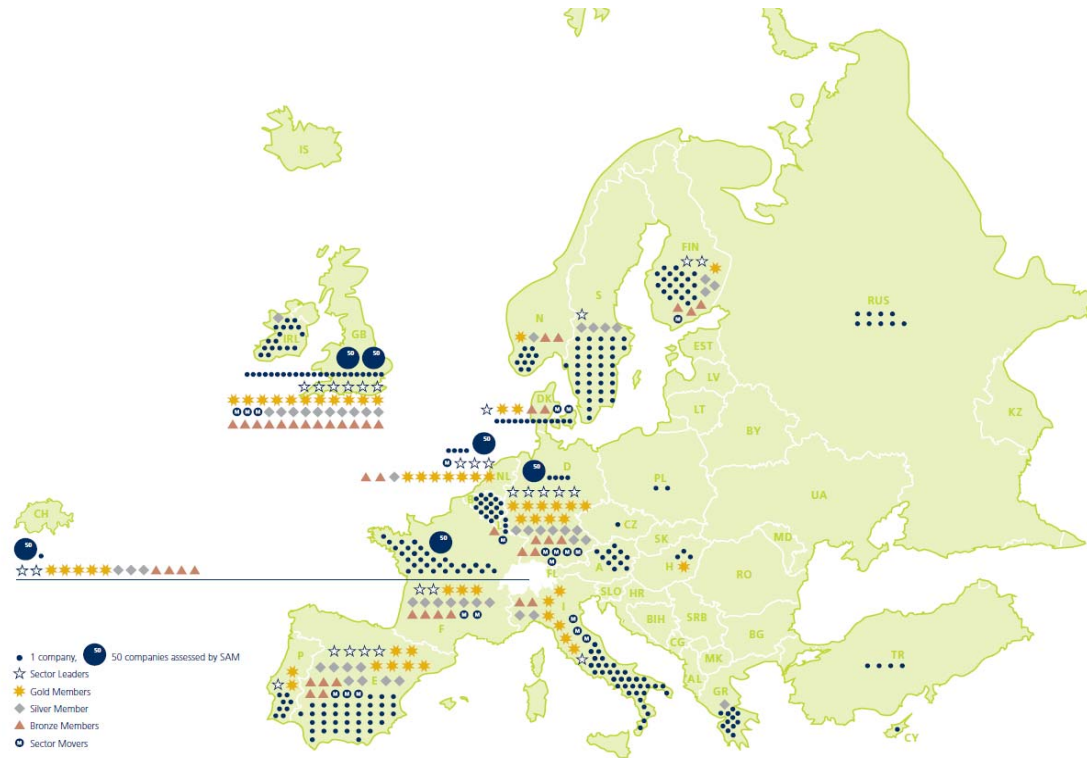 IS
FIN
RUS
S
N
IRL
GB
50 50
EST
LV
DK
LT
KZ
M M
BY
M M M
50
M
50
D
NL
PL
B
UA
L
CH
CZ
M
50
SK
M M M M
MD
50
A
H
M
FL
RO
SLO
HR
I
M M
M
F
M
BIH
SRB
M
CG
BG
P
MK
TR
E
AL
M M M
GR
CY
1 company, 50 50 companies assessed by SAM
Sector Leaders
Gold Members
Silver Member
Bronze Members
M Sector Movers